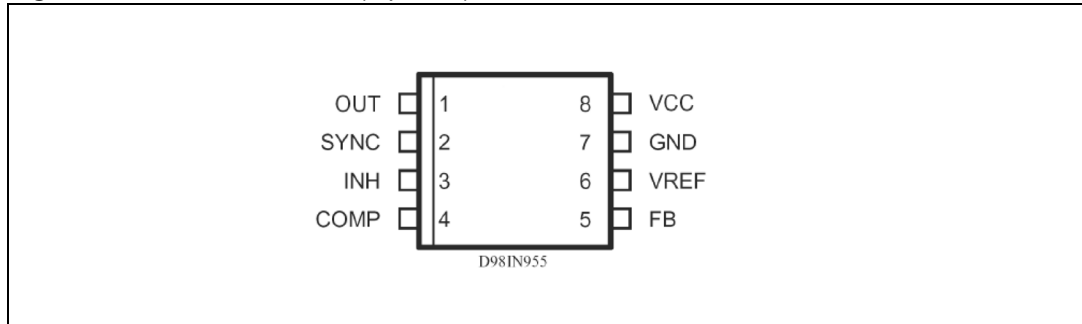 OUT 1 8 VCC
SYNC 2 7 GND
INH 3 6 VREF
COMP 4 5 FB
D98IN955